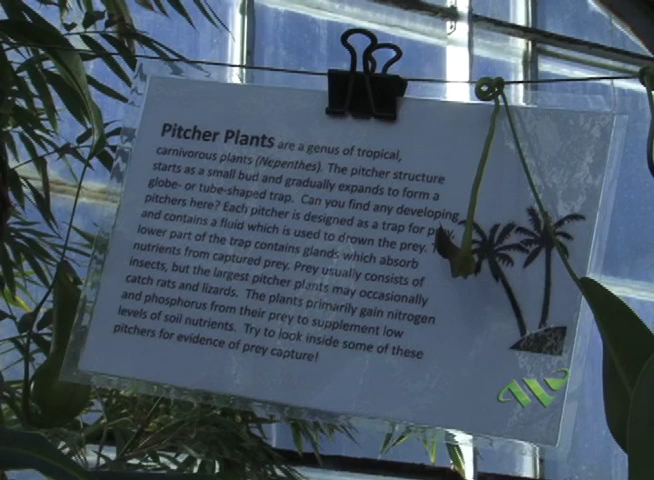 Pitcher Plants are a genus of tropical,
carnivorous plants (Nepenthes). The pitcher structure
starts as a small bud and gradually expands to form a
globe- or tube-shaped trap. Can you find any developing
pitchers here? Each pitcher is designed as a trap for prey,
and contains a fluid which is used to drown the prey.
lower part of the trap contains glands which absorb
nutrients from captured prey. Prey usually consists of
insects, but the largest pitcher plants may occasionally
catch rats and lizards. The plants primarily gain nitrogen
and phosphorus from their prey to supplement low
levels of soil nutrients. Try to look inside some of these
pitchers for evidence of prey capture!
W